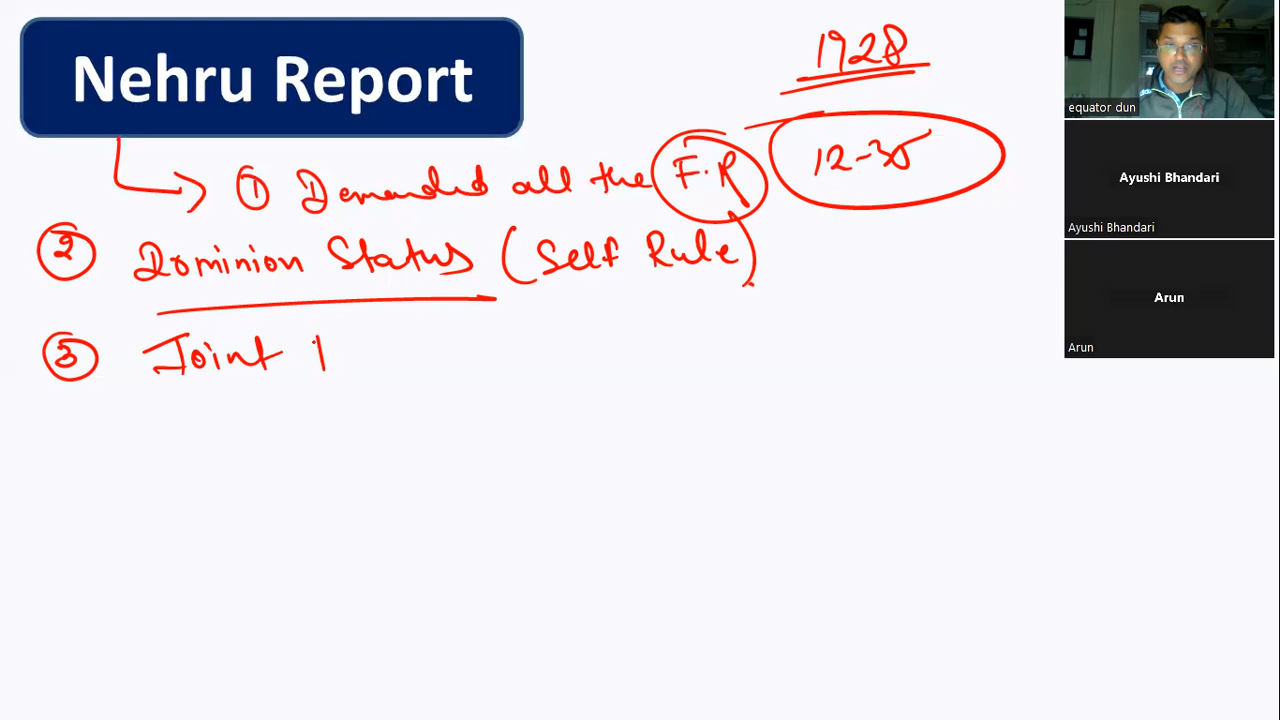 Nehru Report
1928
① Demanded all the F.R
12-35
② Dominion Status (Self Rule)
③ Joint
equator dun
Ayushi Bhandari
Ayushi Bhandari
Arun
Arun